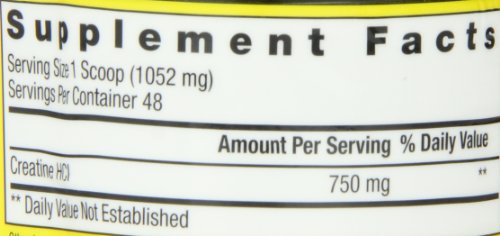 Supplement Facts
Serving Size 1 Scoop (1052 mg)
Servings Per Container 48
Amount Per Serving % Daily Value
Creatine HCl 750 mg **
** Daily Value Not Established